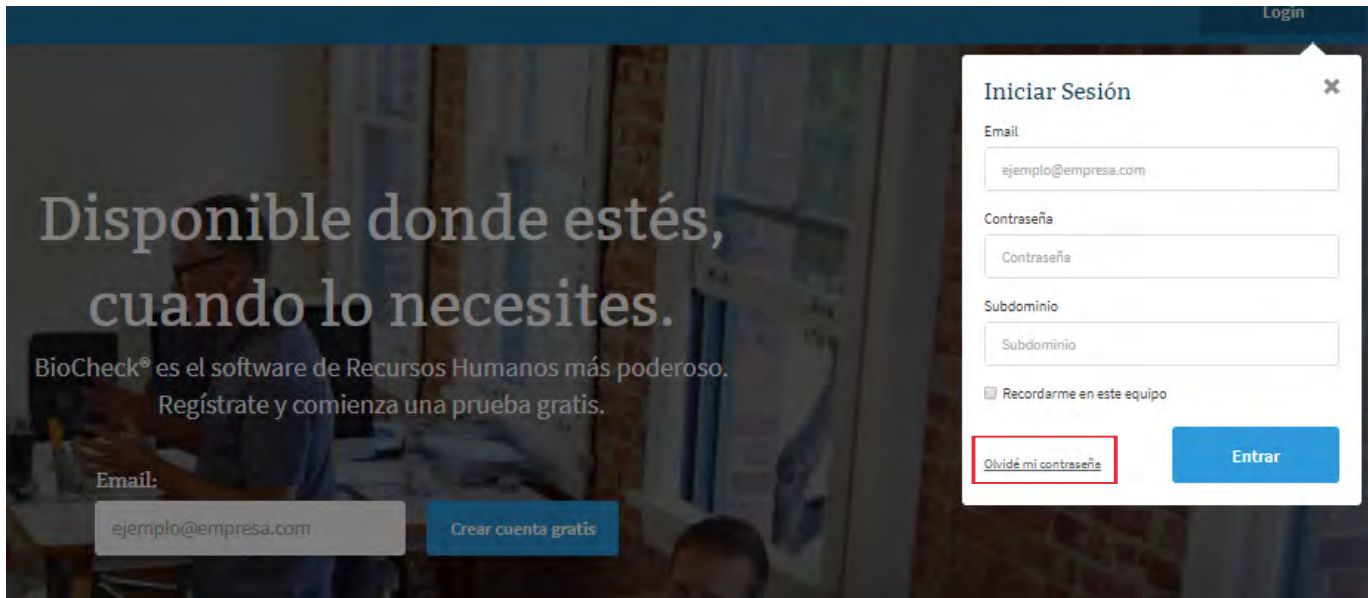 Login
Iniciar Sesión
Email
ejemplo@empresa.com
Contraseña
Contraseña
Subdominio
Subdominio
Recordarme en este equipo
Olvidé mi contraseña
Entrar
Disponible donde estés,
cuando lo necesites.
BioCheck® es el software de Recursos Humanos más poderoso.
Regístrate y comienza una prueba gratis.
Email:
ejemplo@empresa.com
Crear cuenta gratis